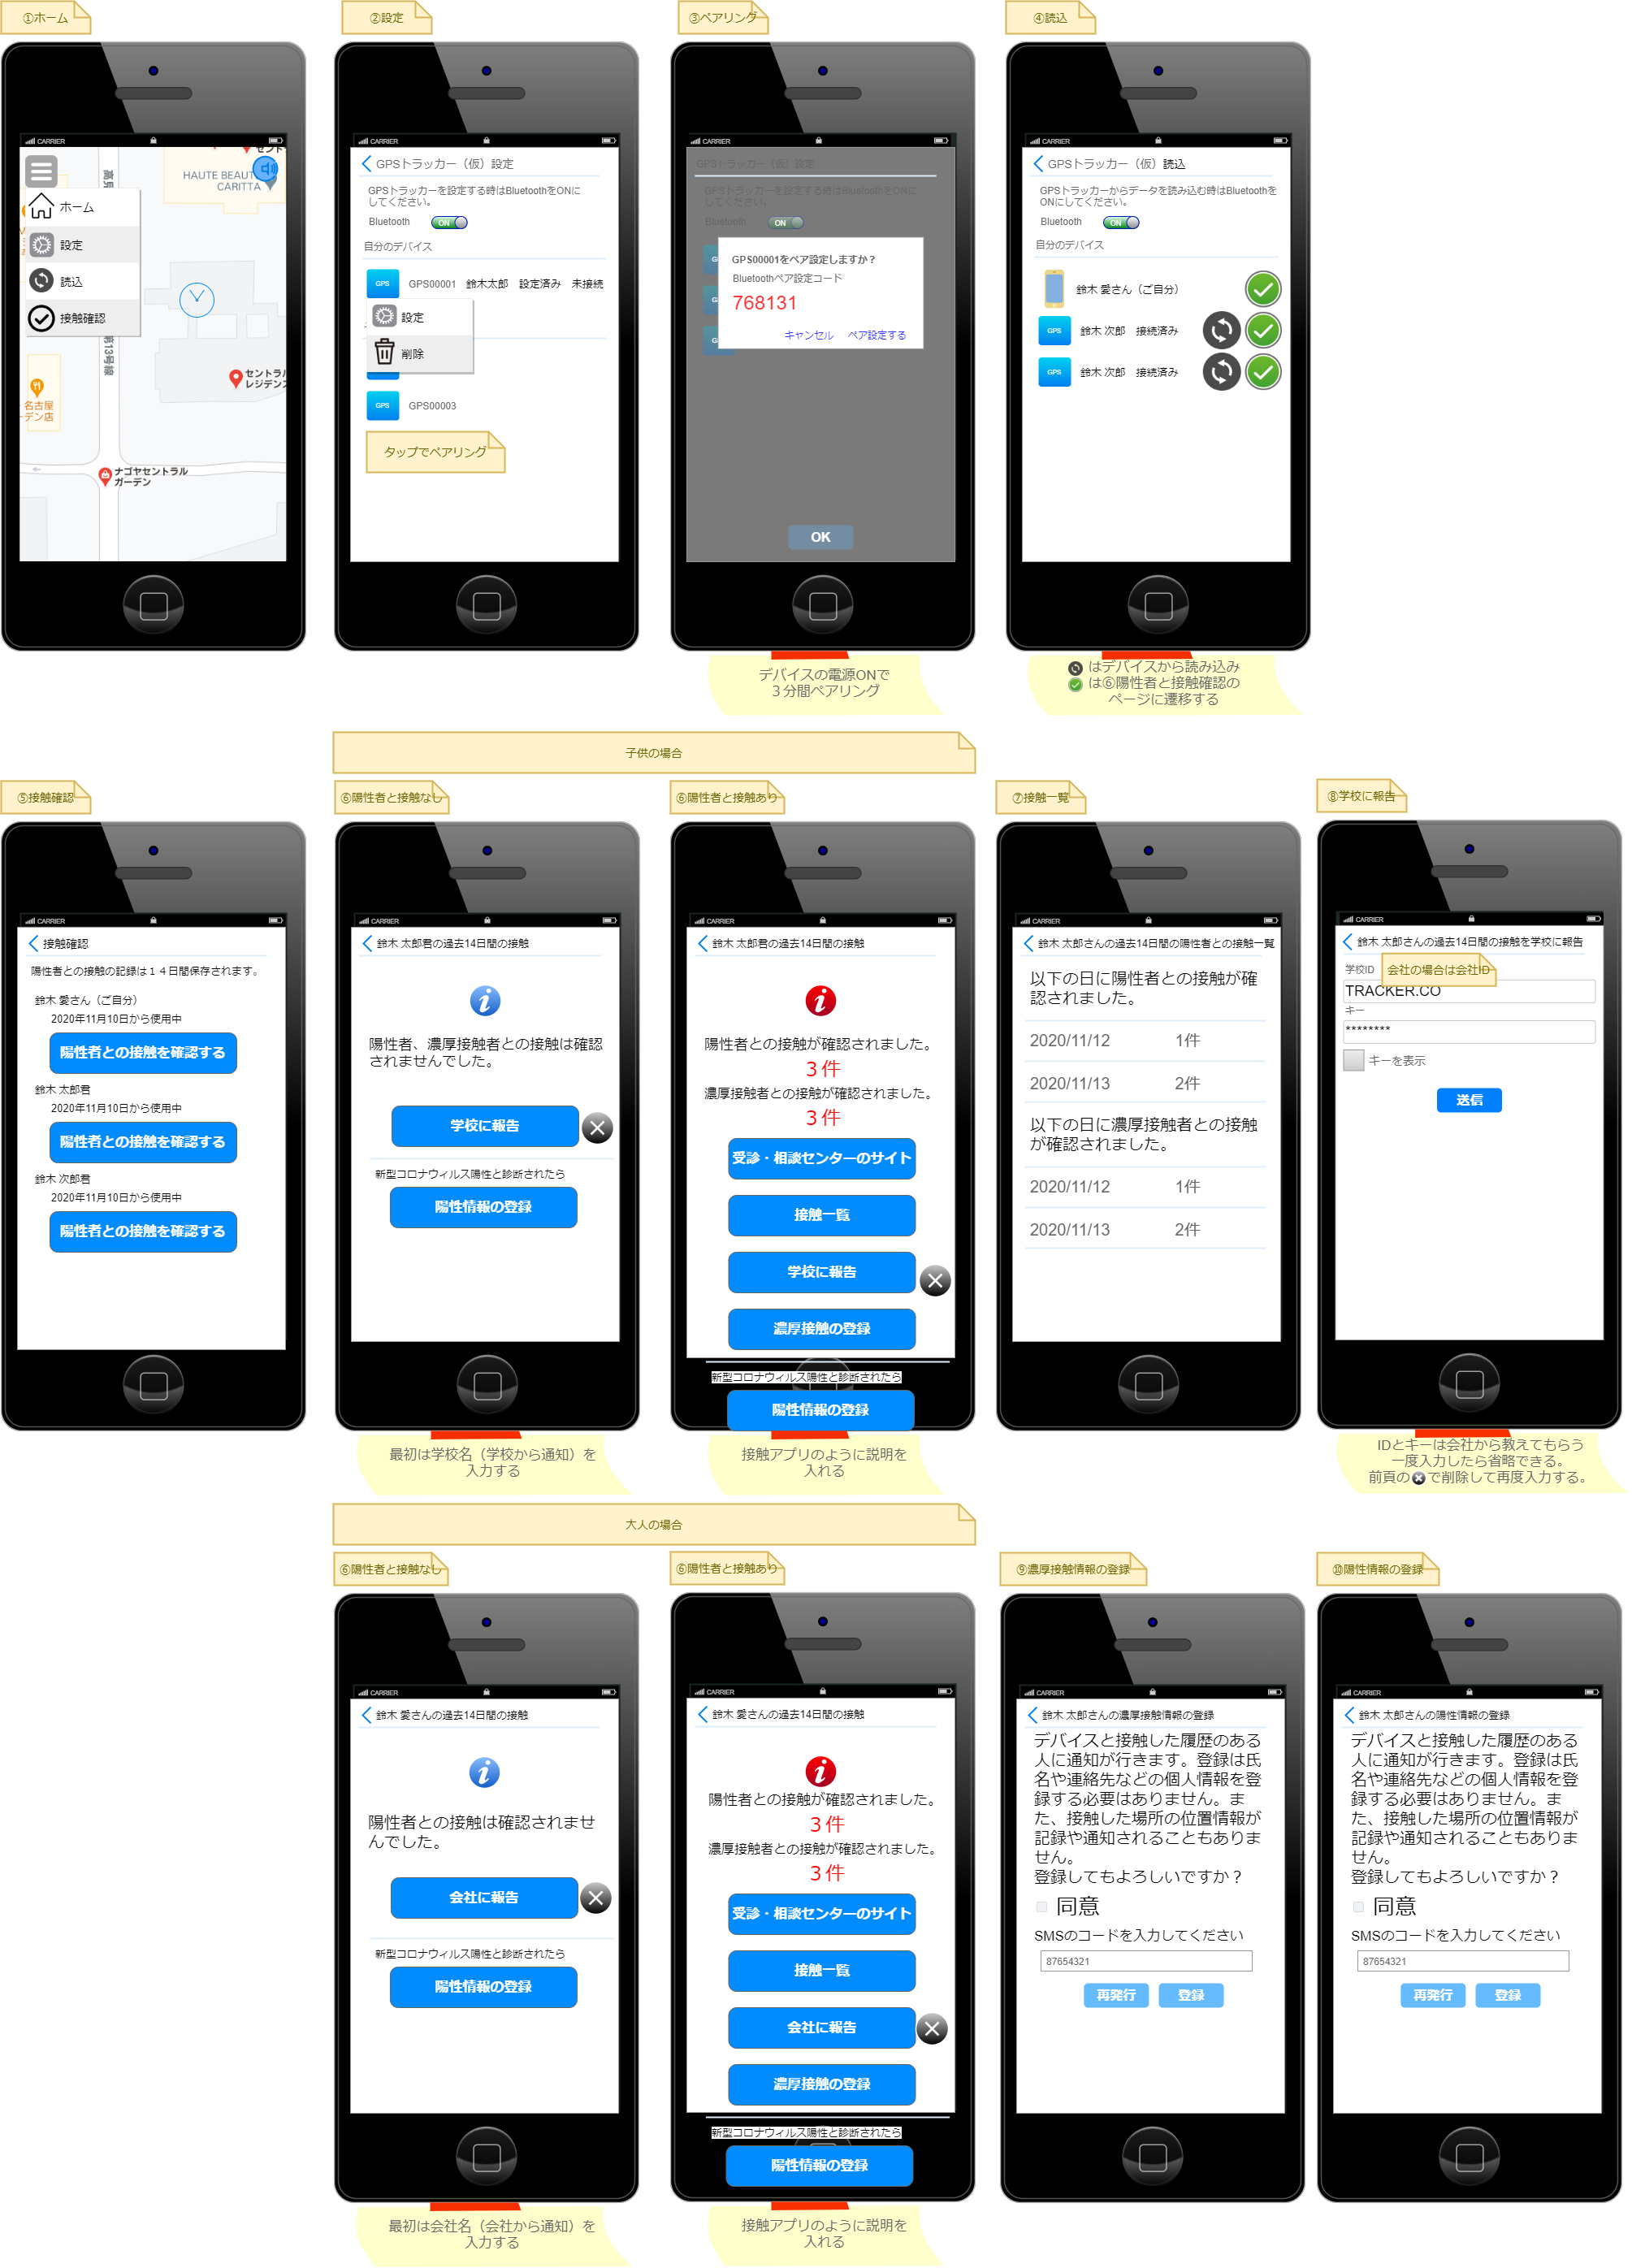 ①ホーム
②設定
③ペアリング
④読込
CARRIER
HAUTE BEAUT
CARITTA
ホーム
設定
読込
接触確認
第13号線
セントラル
レジデンス
名古屋
ーデン店
ナゴヤセントラル
ガーデン
CARRIER
GPSトラッカー（仮）設定
GPSトラッカーを設定する時はBluetoothをONに
してください。
Bluetooth
ON
自分のデバイス
GPS
GPS00001 鈴木太郎 設定済み 未接続
設定
削除
GPS
GPS00003
タップでペアリング
CARRIER
GPSトラッカー（仮）設定
GPSトラッカーを設定する時はBluetoothをONに
してください。
Bluetooth
ON
GPS00001をペア設定しますか？
Bluetoothペア設定コード
768131
キャンセル ペア設定する
OK
デバイスの電源ONで
３分間ペアリング
CARRIER
GPSトラッカー（仮）読込
GPSトラッカーからデータを読み込む時はBluetoothを
ONにしてください。
Bluetooth
ON
自分のデバイス
鈴木 愛さん（ご自分）
GPS
鈴木 次郎 接続済み
GPS
鈴木 次郎 接続済み
はデバイスから読み込み
は⑥陽性者と接触確認の
ページに遷移する
子供の場合
⑤接触確認
⑥陽性者と接触なし
⑥陽性者と接触あり
⑦接触一覧
⑧学校に報告
CARRIER
接触確認
陽性者との接触の記録は１４日間保存されます。
鈴木 愛さん（ご自分）
2020年11月10日から使用中
陽性者との接触を確認する
鈴木 太郎君
2020年11月10日から使用中
陽性者との接触を確認する
鈴木 次郎君
2020年11月10日から使用中
陽性者との接触を確認する
CARRIER
鈴木 太郎君の過去14日間の接触
陽性者、濃厚接触者との接触は確認
されませんでした。
学校に報告
新型コロナウィルス陽性と診断されたら
陽性情報の登録
最初は学校名（学校から通知）を
入力する
CARRIER
鈴木 太郎君の過去14日間の接触
陽性者との接触が確認されました。
３件
濃厚接触者との接触が確認されました。
３件
受診・相談センターのサイト
接触一覧
学校に報告
濃厚接触の登録
新型コロナウィルス陽性と診断されたら
陽性情報の登録
接触アプリのように説明を
入れる
CARRIER
鈴木 太郎さんの過去14日間の陽性者との接触一覧
以下の日に陽性者との接触が確
認されました。
2020/11/12 1件
2020/11/13 2件
以下の日に濃厚接触者との接触
が確認されました。
2020/11/12 1件
2020/11/13 2件
CARRIER
鈴木 太郎さんの過去14日間の接触を学校に報告
学校ID
会社の場合は会社ID
TRACKER.CO
キー
********
キーを表示
送信
IDとキーは会社から教えてもらう
一度入力したら省略できる。
前頁の で削除して再度入力する。
大人の場合
⑥陽性者と接触なし
⑥陽性者と接触あり
⑨濃厚接触情報の登録
⑩陽性情報の登録
CARRIER
鈴木 愛さんの過去14日間の接触
陽性者との接触は確認されませ
んでした。
会社に報告
新型コロナウィルス陽性と診断されたら
陽性情報の登録
最初は会社名（会社から通知）を
入力する
CARRIER
鈴木 愛さんの過去14日間の接触
陽性者との接触が確認されました。
３件
濃厚接触者との接触が確認されました。
３件
受診・相談センターのサイト
接触一覧
会社に報告
濃厚接触の登録
新型コロナウィルス陽性と診断されたら
陽性情報の登録
接触アプリのように説明を
入れる
CARRIER
鈴木 太郎さんの濃厚接触情報の登録
デバイスと接触した履歴のある
人に通知が行きます。登録は氏
名や連絡先などの個人情報を登
録する必要はありません。ま
た、接触した場所の位置情報が
記録や通知されることもありま
せん。
登録してもよろしいですか？
同意
SMSのコードを入力してください
87654321
再発行 登録
CARRIER
鈴木 太郎さんの陽性情報の登録
デバイスと接触した履歴のある
人に通知が行きます。登録は氏
名や連絡先などの個人情報を登
録する必要はありません。ま
た、接触した場所の位置情報が
記録や通知されることもありま
せん。
登録してもよろしいですか？
同意
SMSのコードを入力してください
87654321
再発行 登録